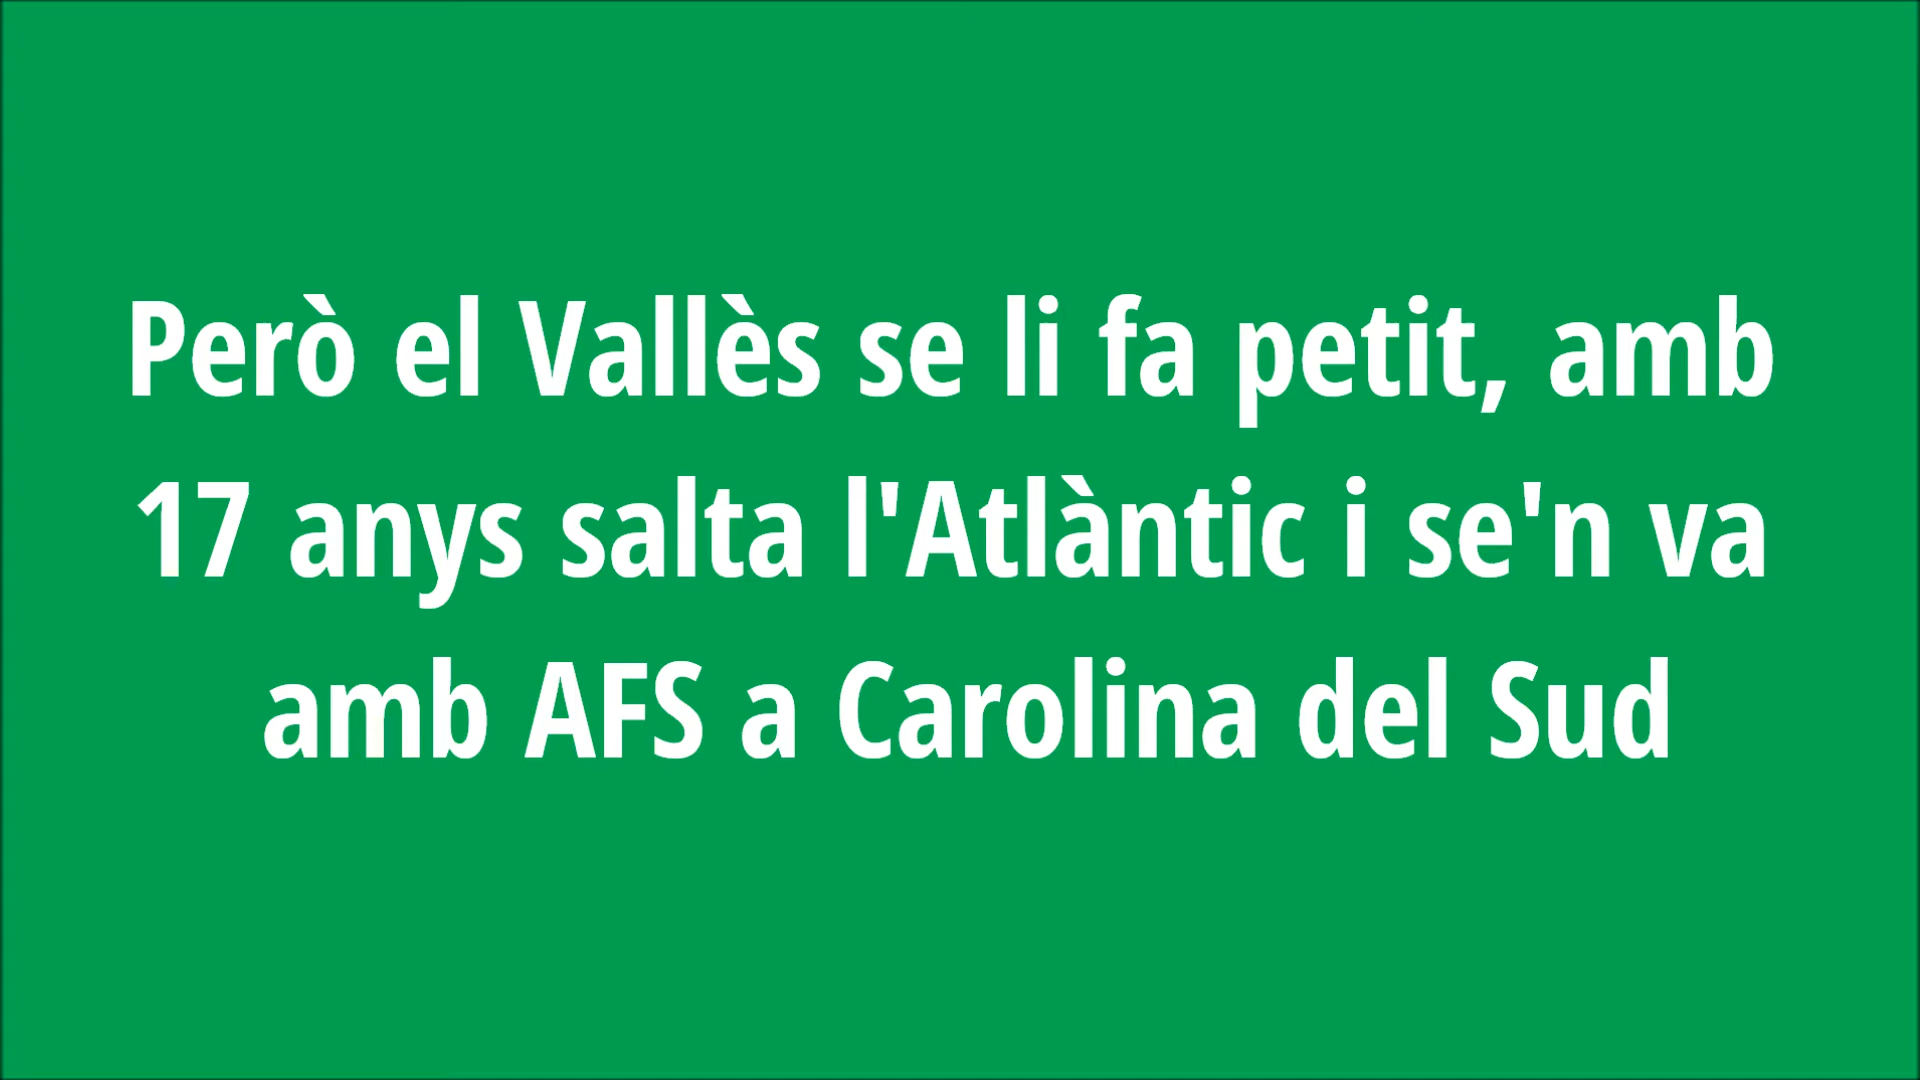 Però el Vallès se li fa petit, amb
17 anys salta l'Atlàntic i se'n va
amb AFS a Carolina del Sud